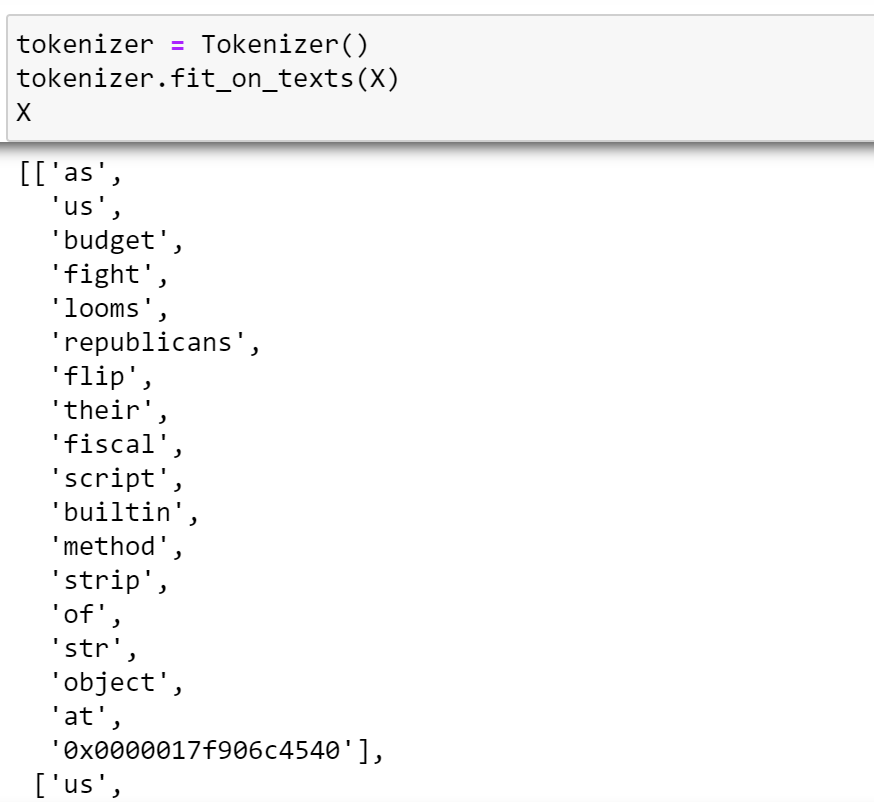 tokenizer = Tokenizer()
tokenizer.fit_on_texts(X)
X
[['as',
'us',
'budget',
'fight',
'looms',
'republicans',
'flip',
'their',
'fiscal',
'script',
'builtin',
'method',
'strip',
'of',
'str',
'object',
'at',
'0x0000017f906c4540'],
['us',